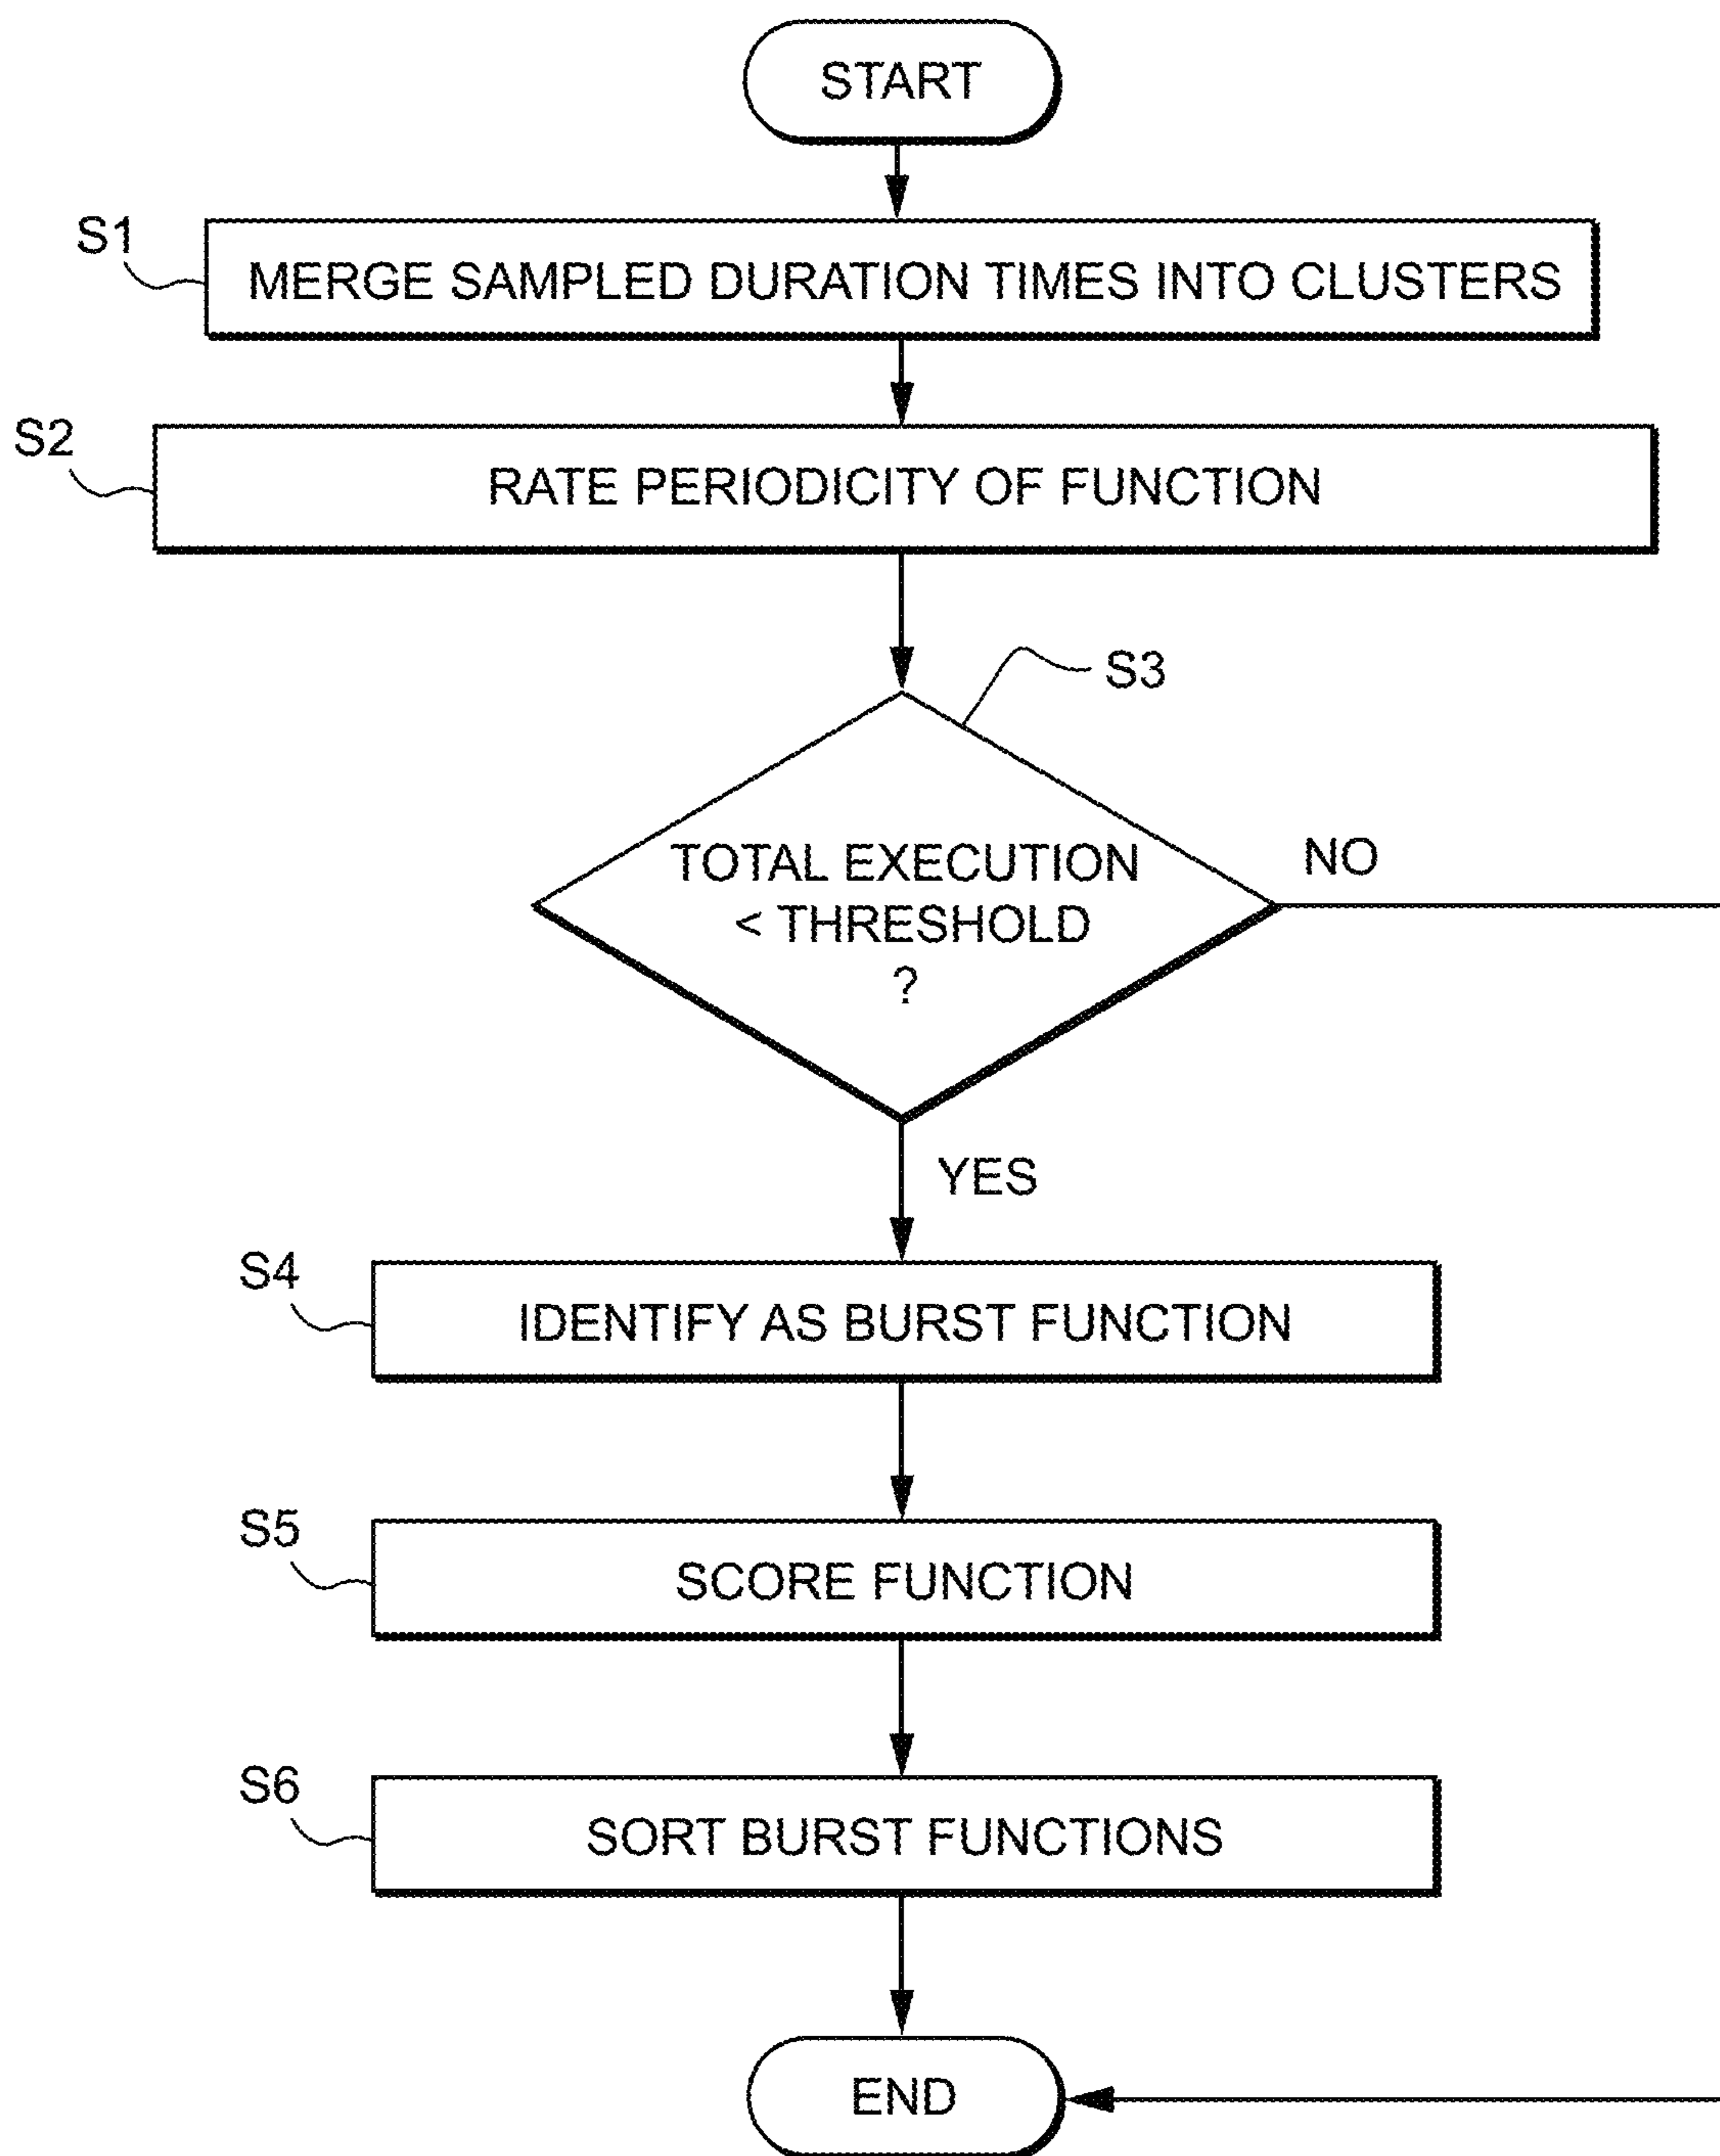 START
S1
MERGE SAMPLED DURATION TIMES INTO CLUSTERS
S2
RATE PERIODICITY OF FUNCTION
S3
TOTAL EXECUTION
< THRESHOLD
?
NO
YES
S4
IDENTIFY AS BURST FUNCTION
S5
SCORE FUNCTION
S6
SORT BURST FUNCTIONS
END